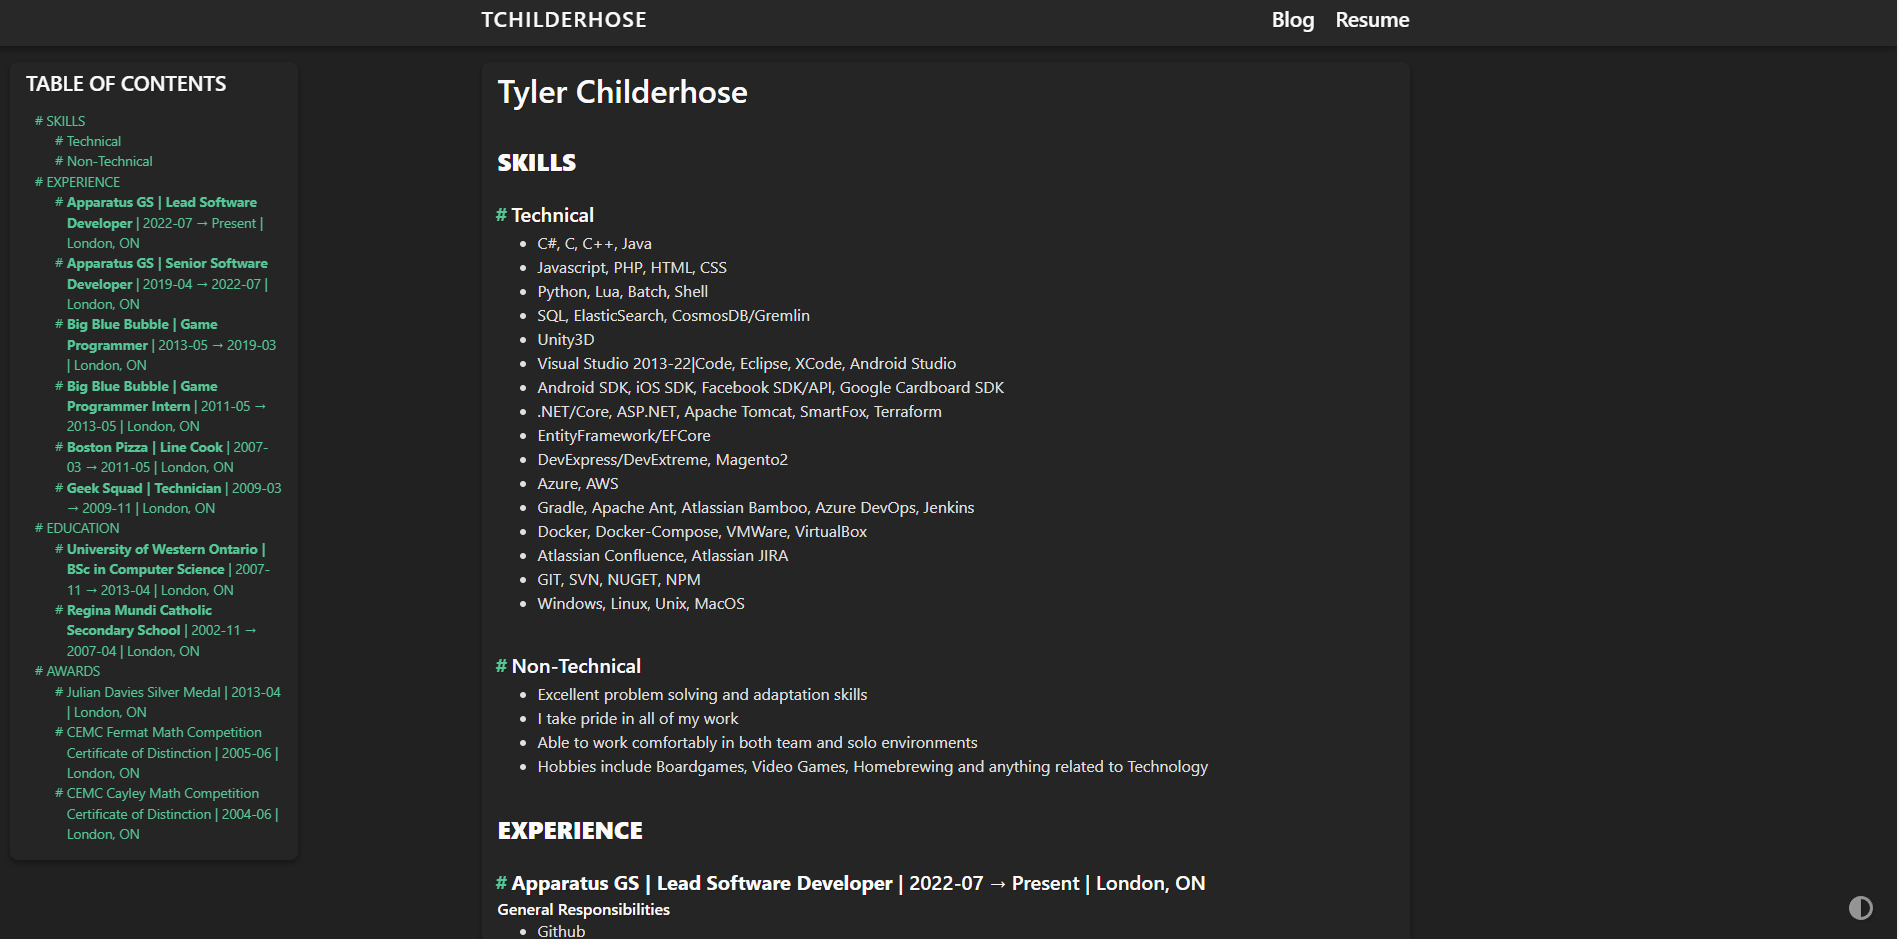 TCHILDERHOSE
Blog Resume
TABLE OF CONTENTS
# SKILLS
# Technical
# Non-Technical
# EXPERIENCE
# Apparatus GS | Lead Software
Developer | 2022-07 → Present |
London, ON
# Apparatus GS | Senior Software
Developer | 2019-04 → 2022-07 |
London, ON
# Big Blue Bubble | Game
Programmer | 2013-05 → 2019-03
| London, ON
# Big Blue Bubble | Game
Programmer Intern | 2011-05 →
2013-05 | London, ON
# Boston Pizza | Line Cook | 2007-
03 → 2011-05 | London, ON
# Geek Squad | Technician | 2009-03
→ 2009-11 | London, ON
# EDUCATION
# University of Western Ontario |
BSc in Computer Science | 2007-
11 → 2013-04 | London, ON
# Regina Mundi Catholic
Secondary School | 2002-11 →
2007-04 | London, ON
# AWARDS
# Julian Davies Silver Medal | 2013-04
| London, ON
# CEMC Fermat Math Competition
Certificate of Distinction | 2005-06 |
London, ON
# CEMC Cayley Math Competition
Certificate of Distinction | 2004-06 |
London, ON
Tyler Childerhose
SKILLS
# Technical
• C#, C, C++, Java
• Javascript, PHP, HTML, CSS
• Python, Lua, Batch, Shell
• SQL, ElasticSearch, CosmosDB/Gremlin
• Unity3D
• Visual Studio 2013-22|Code, Eclipse, XCode, Android Studio
• Android SDK, iOS SDK, Facebook SDK/API, Google Cardboard SDK
• .NET/Core, ASP.NET, Apache Tomcat, SmartFox, Terraform
• EntityFramework/EFCore
• DevExpress/DevExtreme, Magento2
• Azure, AWS
• Gradle, Apache Ant, Atlassian Bamboo, Azure DevOps, Jenkins
• Docker, Docker-Compose, VMWare, VirtualBox
• Atlassian Confluence, Atlassian JIRA
• GIT, SVN, NUGET, NPM
• Windows, Linux, Unix, MacOS
# Non-Technical
• Excellent problem solving and adaptation skills
• I take pride in all of my work
• Able to work comfortably in both team and solo environments
• Hobbies include Boardgames, Video Games, Homebrewing and anything related to Technology
EXPERIENCE
# Apparatus GS | Lead Software Developer | 2022-07 → Present | London, ON
General Responsibilities
• Github